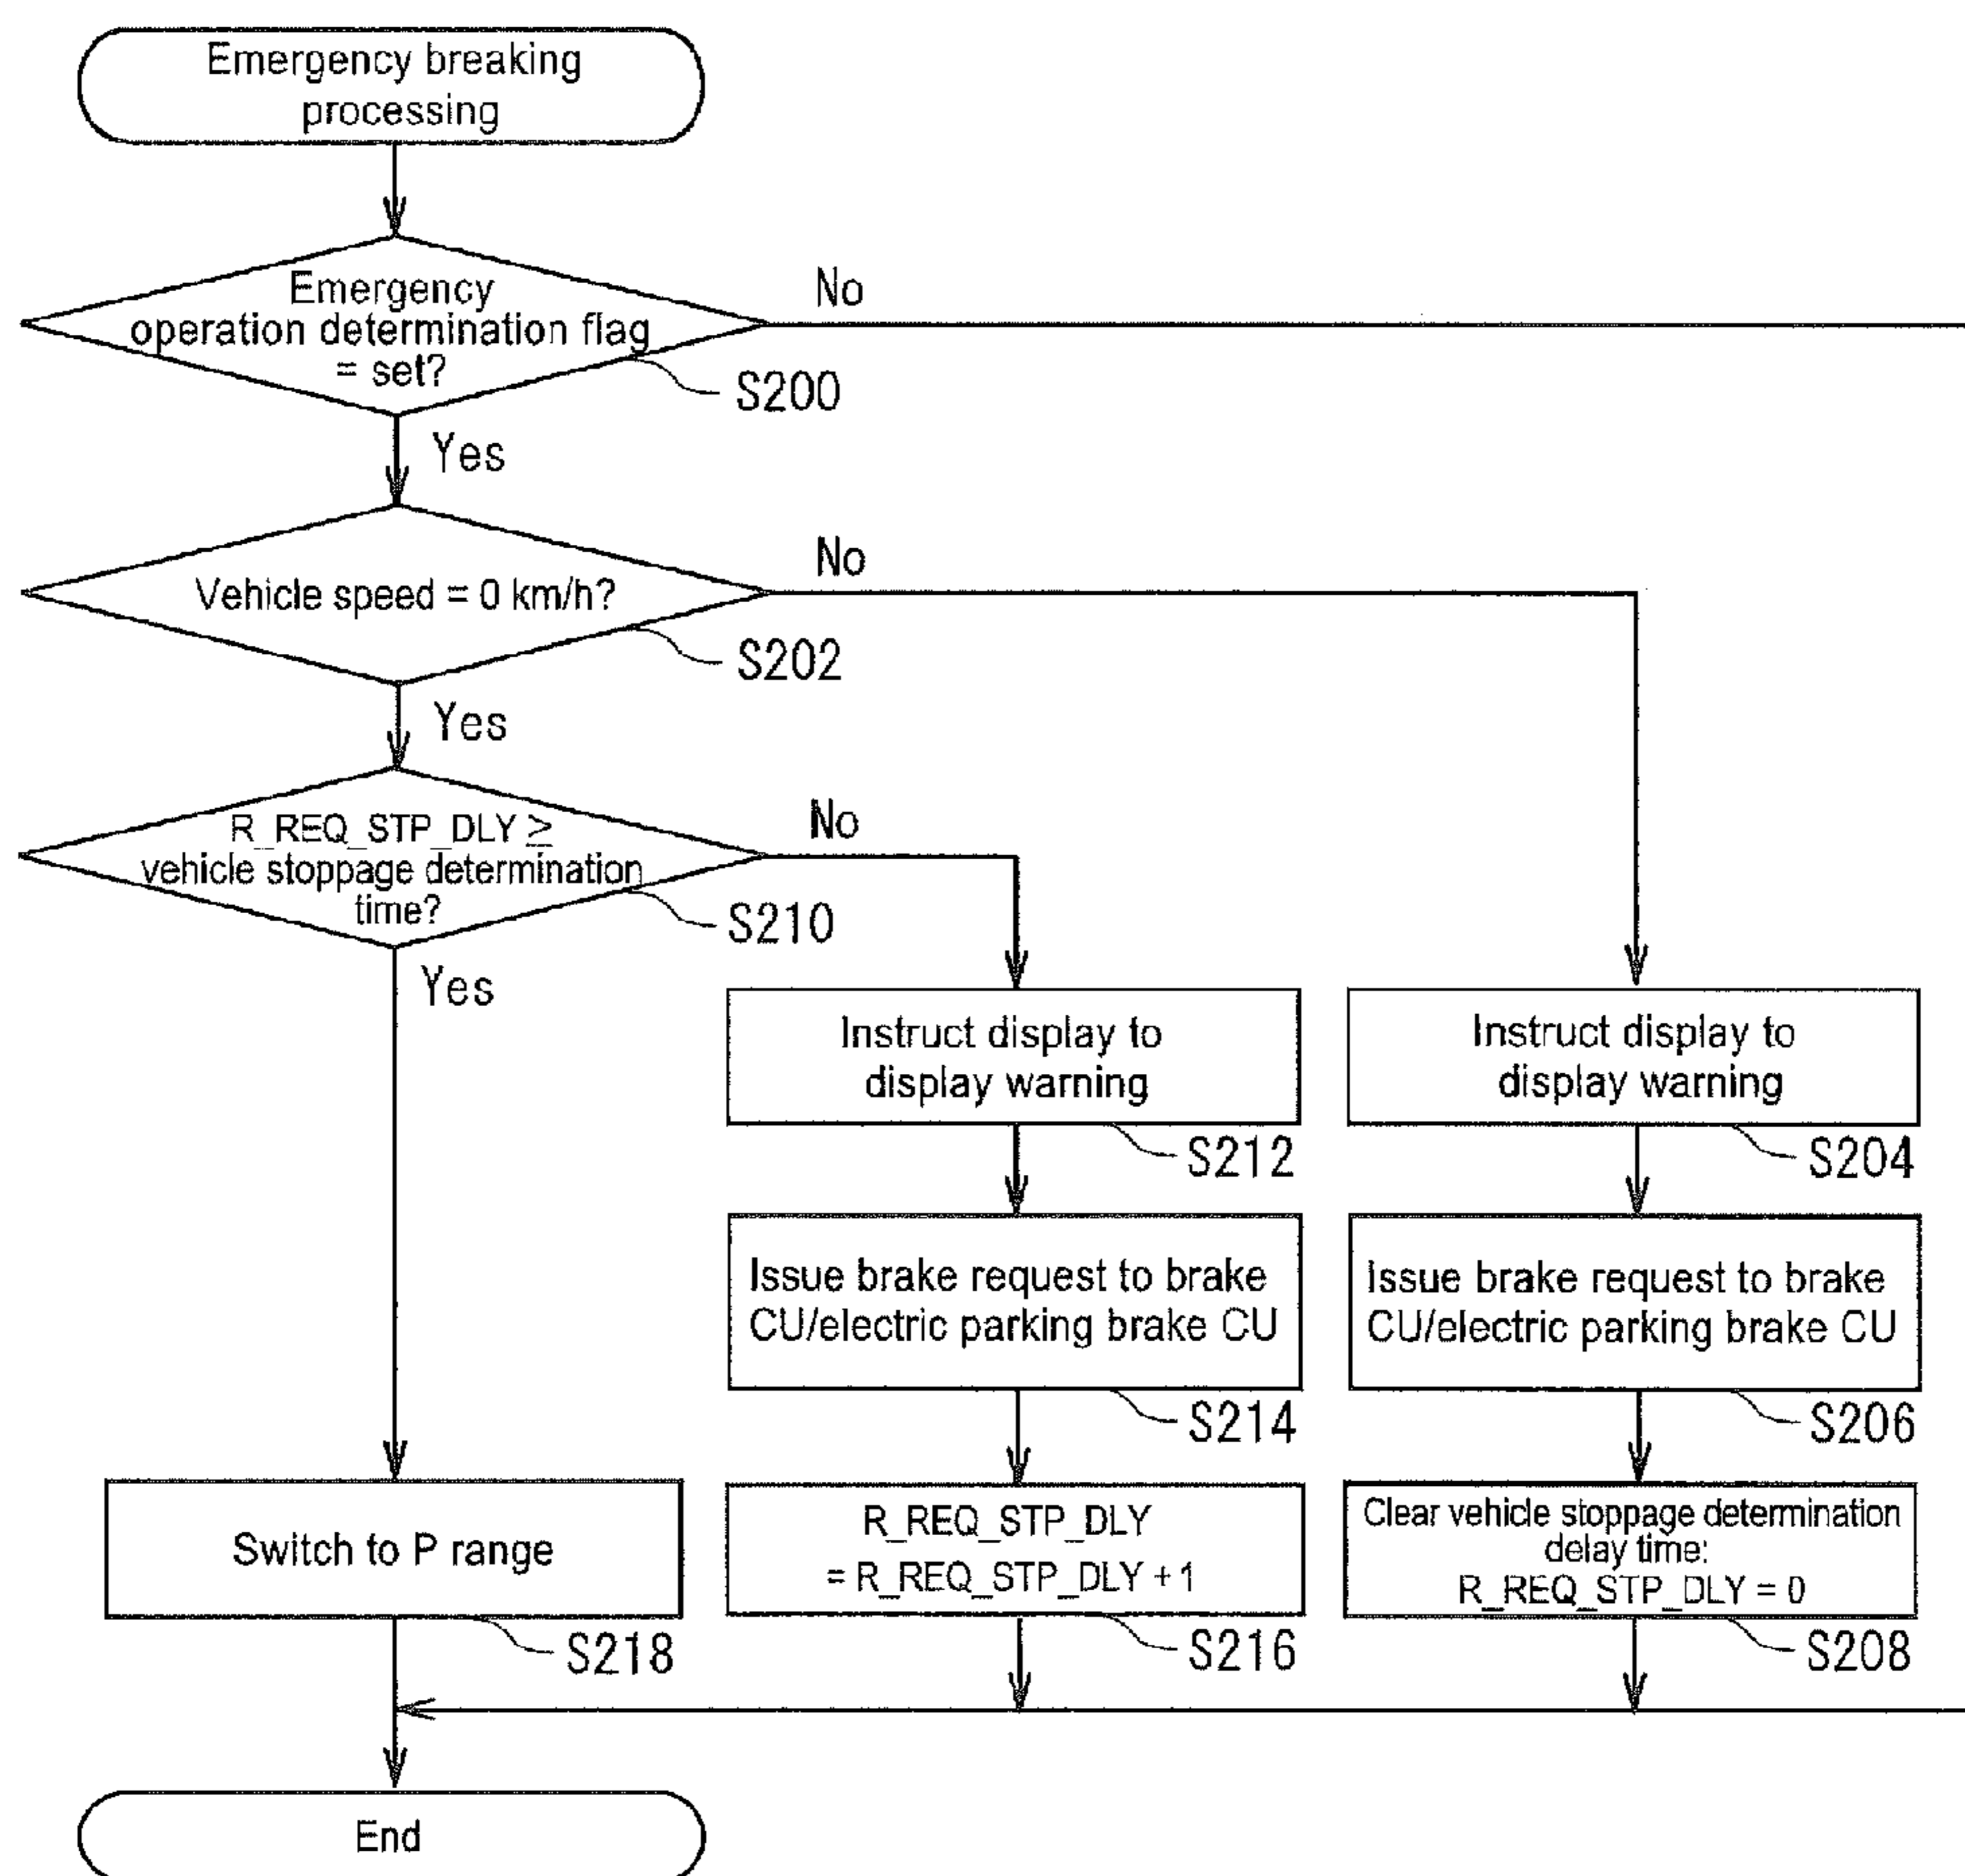 Emergency breaking
processing
Emergency
operation determination flag
= set?
No
S200
Yes
Vehicle speed = 0 km/h?
No
S202
Yes
R_REQ_STP_DLY ≥
vehicle stoppage determination
time?
No
S210
Yes
Instruct display to
display warning
S212
Instruct display to
display warning
S204
Issue brake request to brake
CU/electric parking brake CU
S214
Issue brake request to brake
CU/electric parking brake CU
S206
Switch to P range
S218
R_REQ_STP_DLY
= R_REQ_STP_DLY + 1
S216
Clear vehicle stoppage determination
delay time:
R_REQ_STP_DLY = 0
S208
End